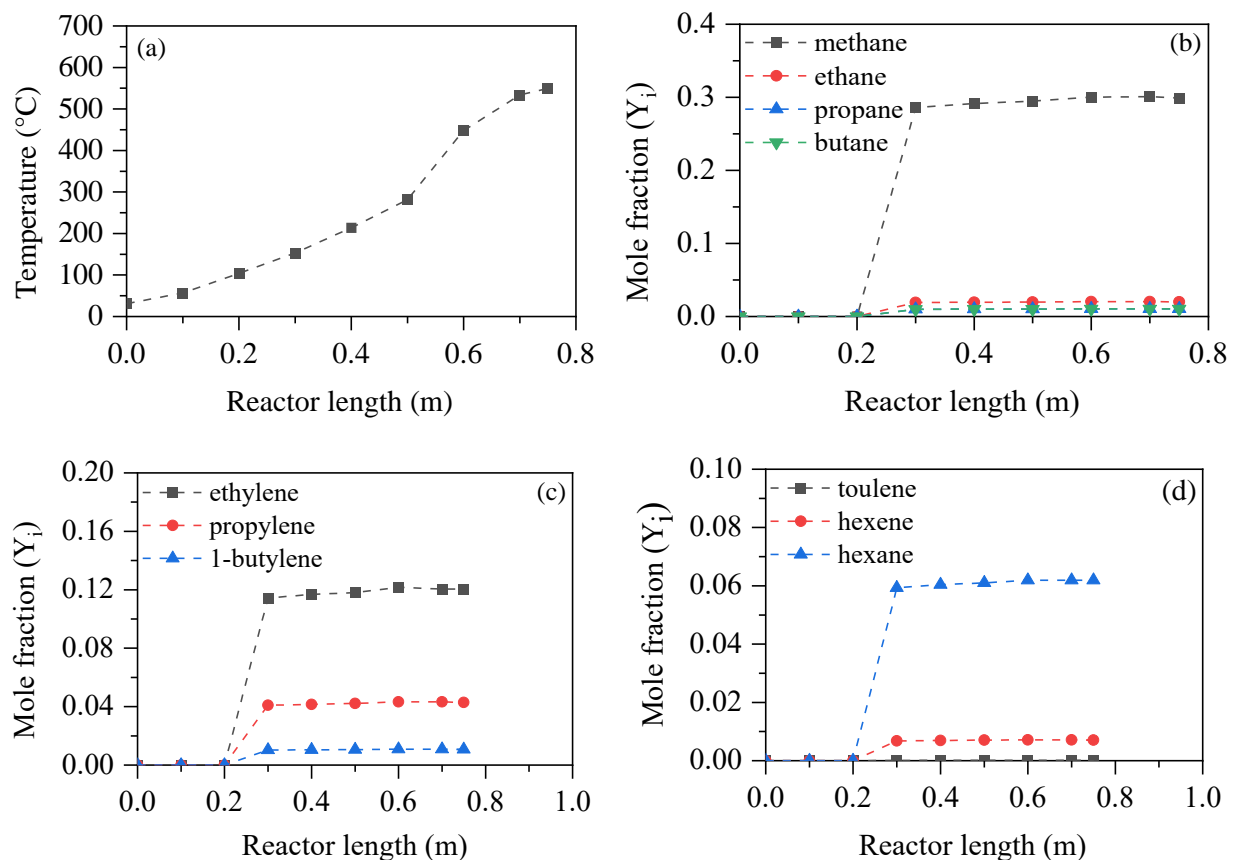 (a)
Temperature (°C)
700
600
500
400
300
200
100
0
0.0 0.2 0.4 0.6 0.8
Reactor length (m)
(b)
methane
ethane
propane
butane
Mole fraction (Yi)
0.4
0.3
0.2
0.1
0.0
0.0 0.2 0.4 0.6 0.8
Reactor length (m)
(c)
ethylene
propylene
1-butylene
Mole fraction (Yi)
0.20
0.16
0.12
0.08
0.04
0.00
0.0 0.2 0.4 0.6 0.8 1.0
Reactor length (m)
(d)
toulene
hexene
hexane
Mole fraction (Yi)
0.10
0.08
0.06
0.04
0.02
0.00
0.0 0.2 0.4 0.6 0.8 1.0
Reactor length (m)